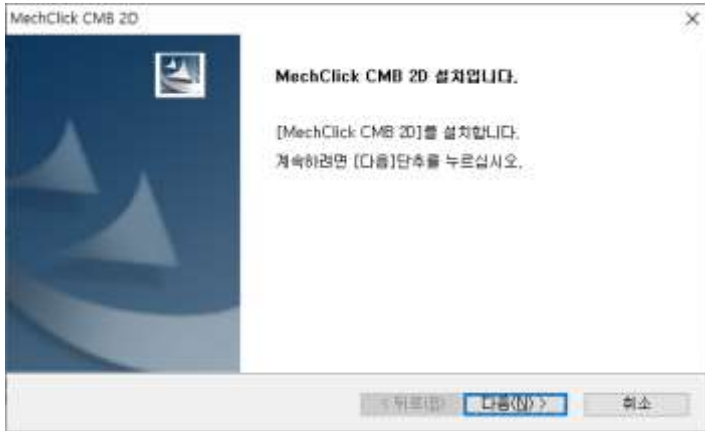 MechClick CMB 2D
MechClick CMB 2D 설치입니다.
[MechClick CMB 2D]를 설치합니다.
계속하려면 [다음]단추를 누르십시오.
< 뒤로(B) 다음(N) > 취소